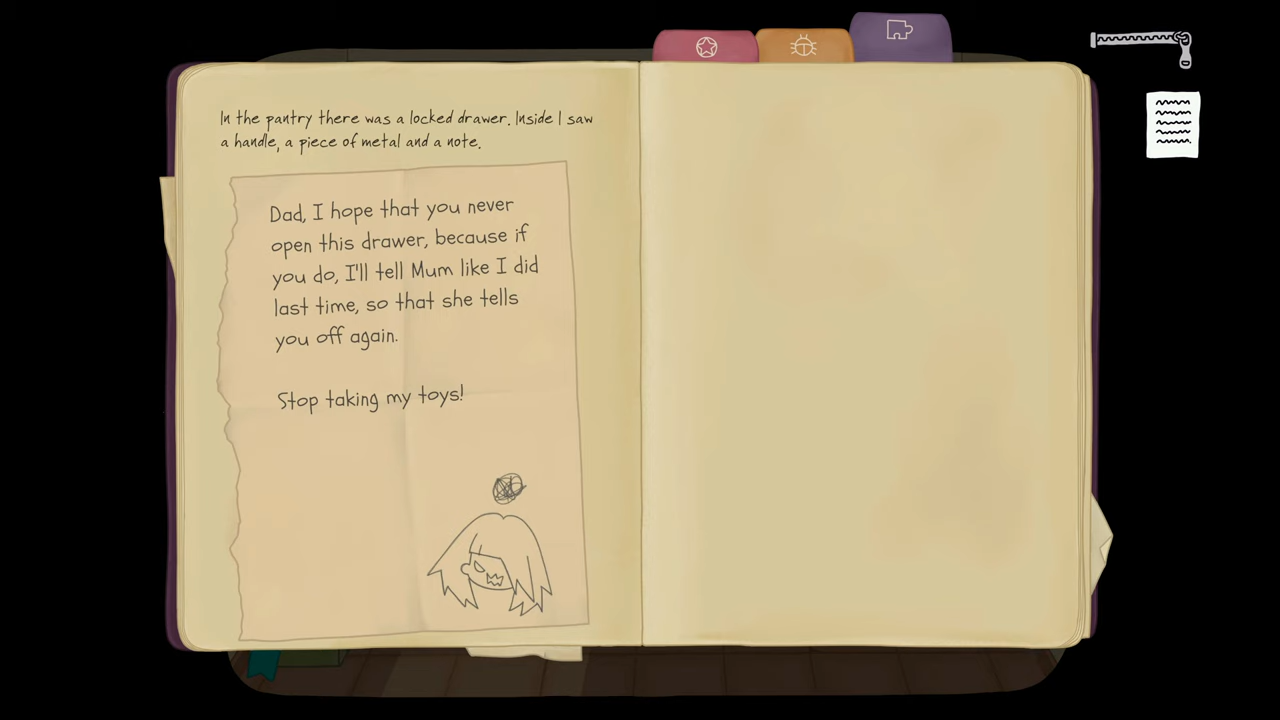 In the pantry there was a locked drawer. Inside I saw
a handle, a piece of metal and a note.
Dad, I hope that you never
open this drawer, because if
you do, I'll tell Mum like I did
last time, so that she tells
you off again.
Stop taking my toys!